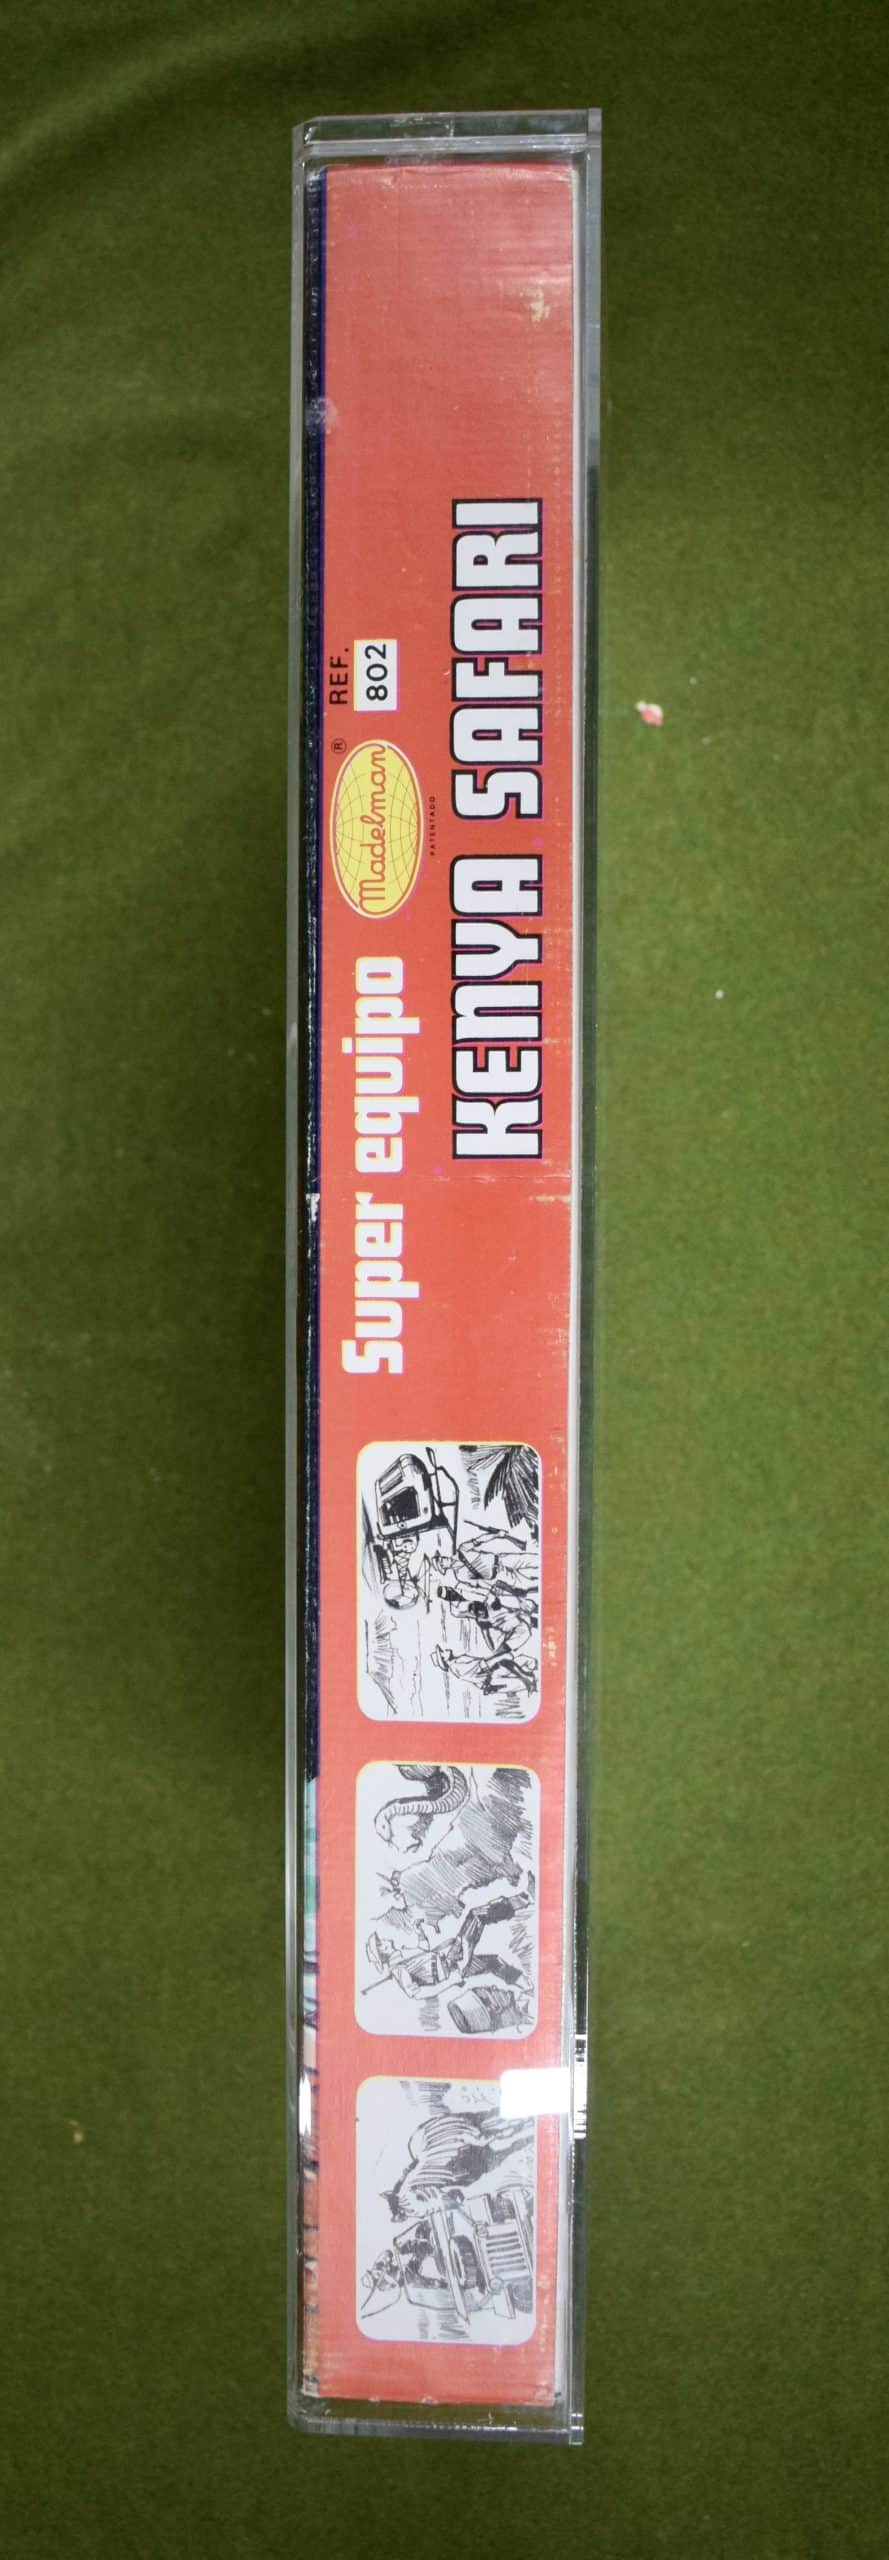 Super equipo
Madelman
®
PATENTADO
REF.
802
KENYA SAFARI